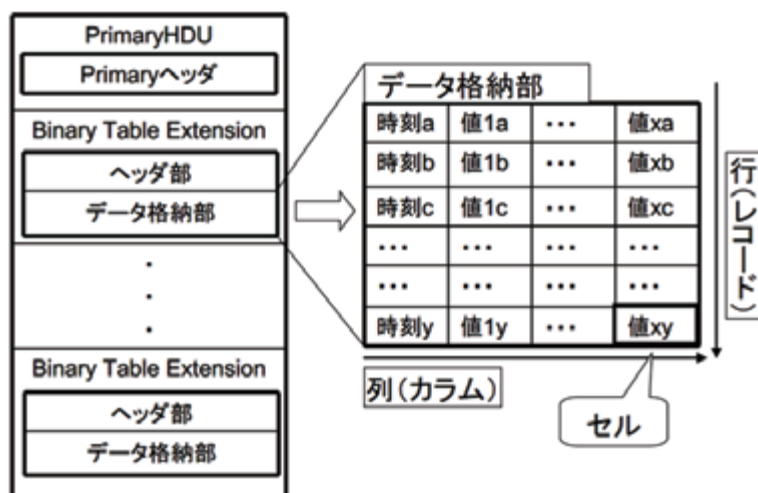 PrimaryHDU
Primaryヘッダ
Binary Table Extension
ヘッダ部
データ格納部
・
・
・
Binary Table Extension
ヘッダ部
データ格納部
データ格納部
時刻a 値1a ・・・ 値xa
時刻b 値1b ・・・ 値xb
時刻c 値1c ・・・ 値xc
・・・ ・・・ ・・・ ・・・
・・・ ・・・ ・・・ ・・・
時刻y 値1y ・・・ 値xy
行(レコード)
列(カラム)
セル